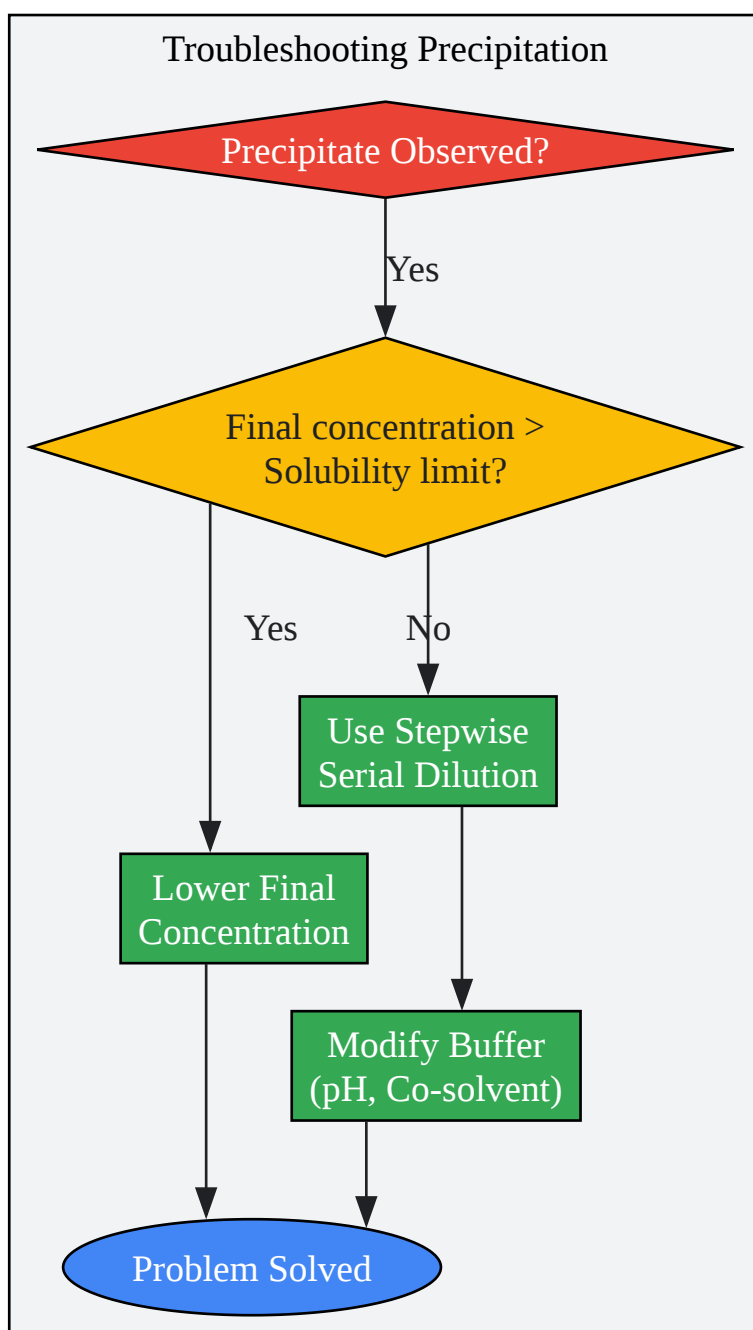 Troubleshooting Precipitation
Precipitate Observed?
Yes
Final concentration >
Solubility limit?
Yes
No
Use Stepwise
Serial Dilution
Lower Final
Concentration
Modify Buffer
(pH, Co-solvent)
Problem Solved